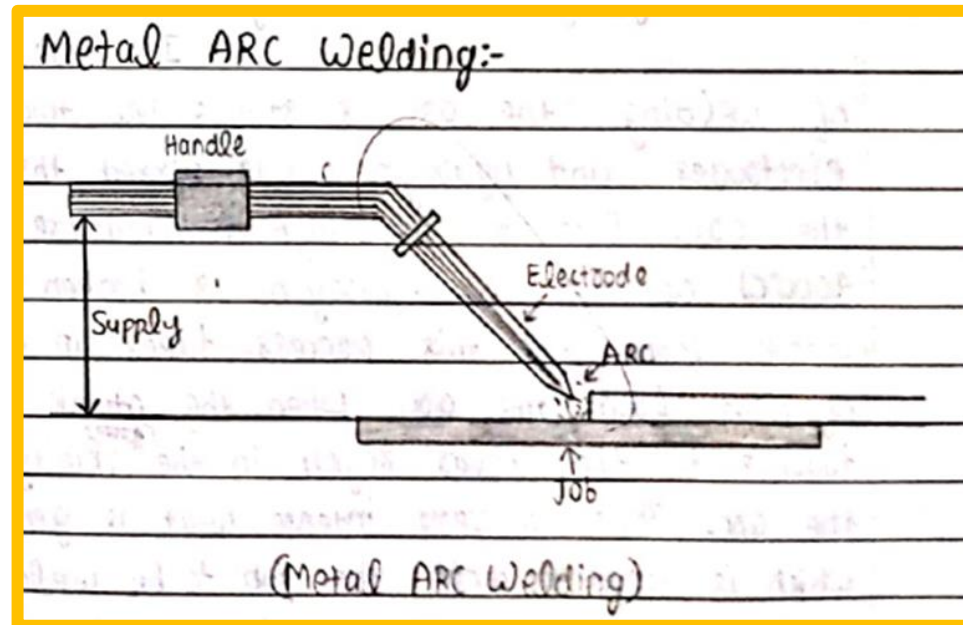 Metal ARC Welding:-
Handle
Electrode
Supply
ARC
Job
(Metal ARC Welding)